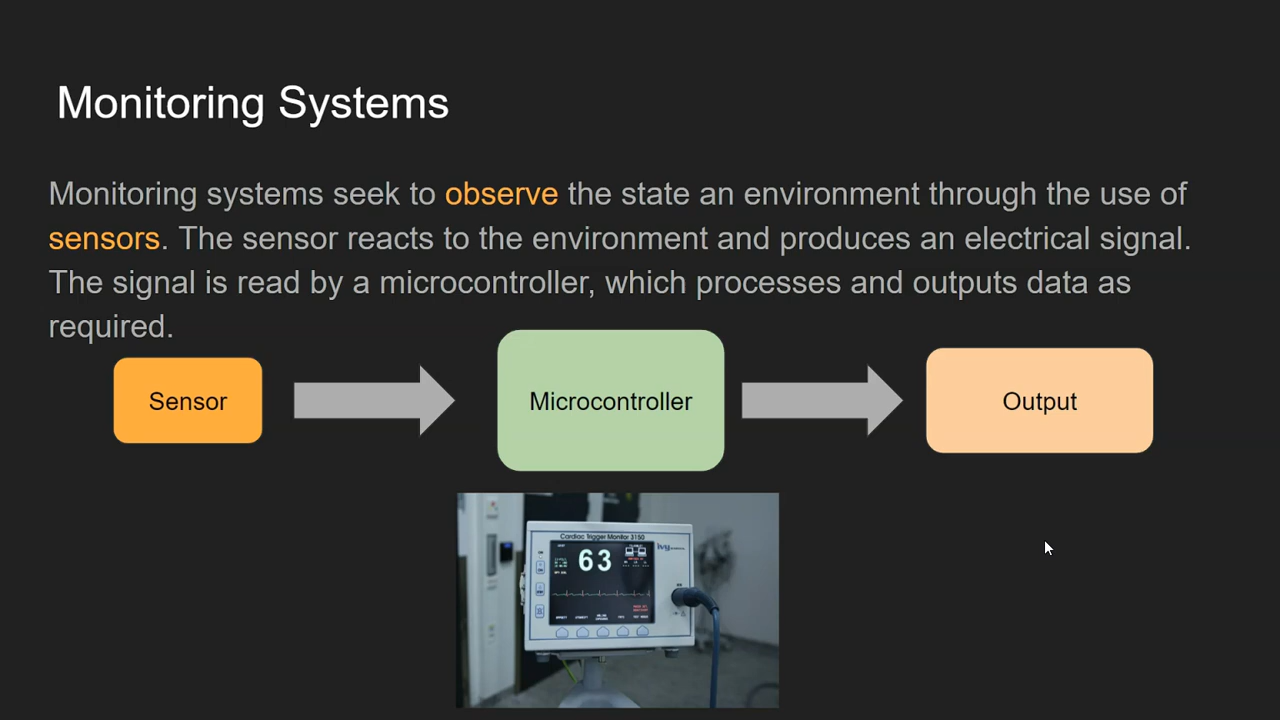 Monitoring Systems
Monitoring systems seek to observe the state an environment through the use of
sensors. The sensor reacts to the environment and produces an electrical signal.
The signal is read by a microcontroller, which processes and outputs data as
required.
Sensor
Microcontroller
Output
Cardiac Trigger Monitor 3150
ivy
63